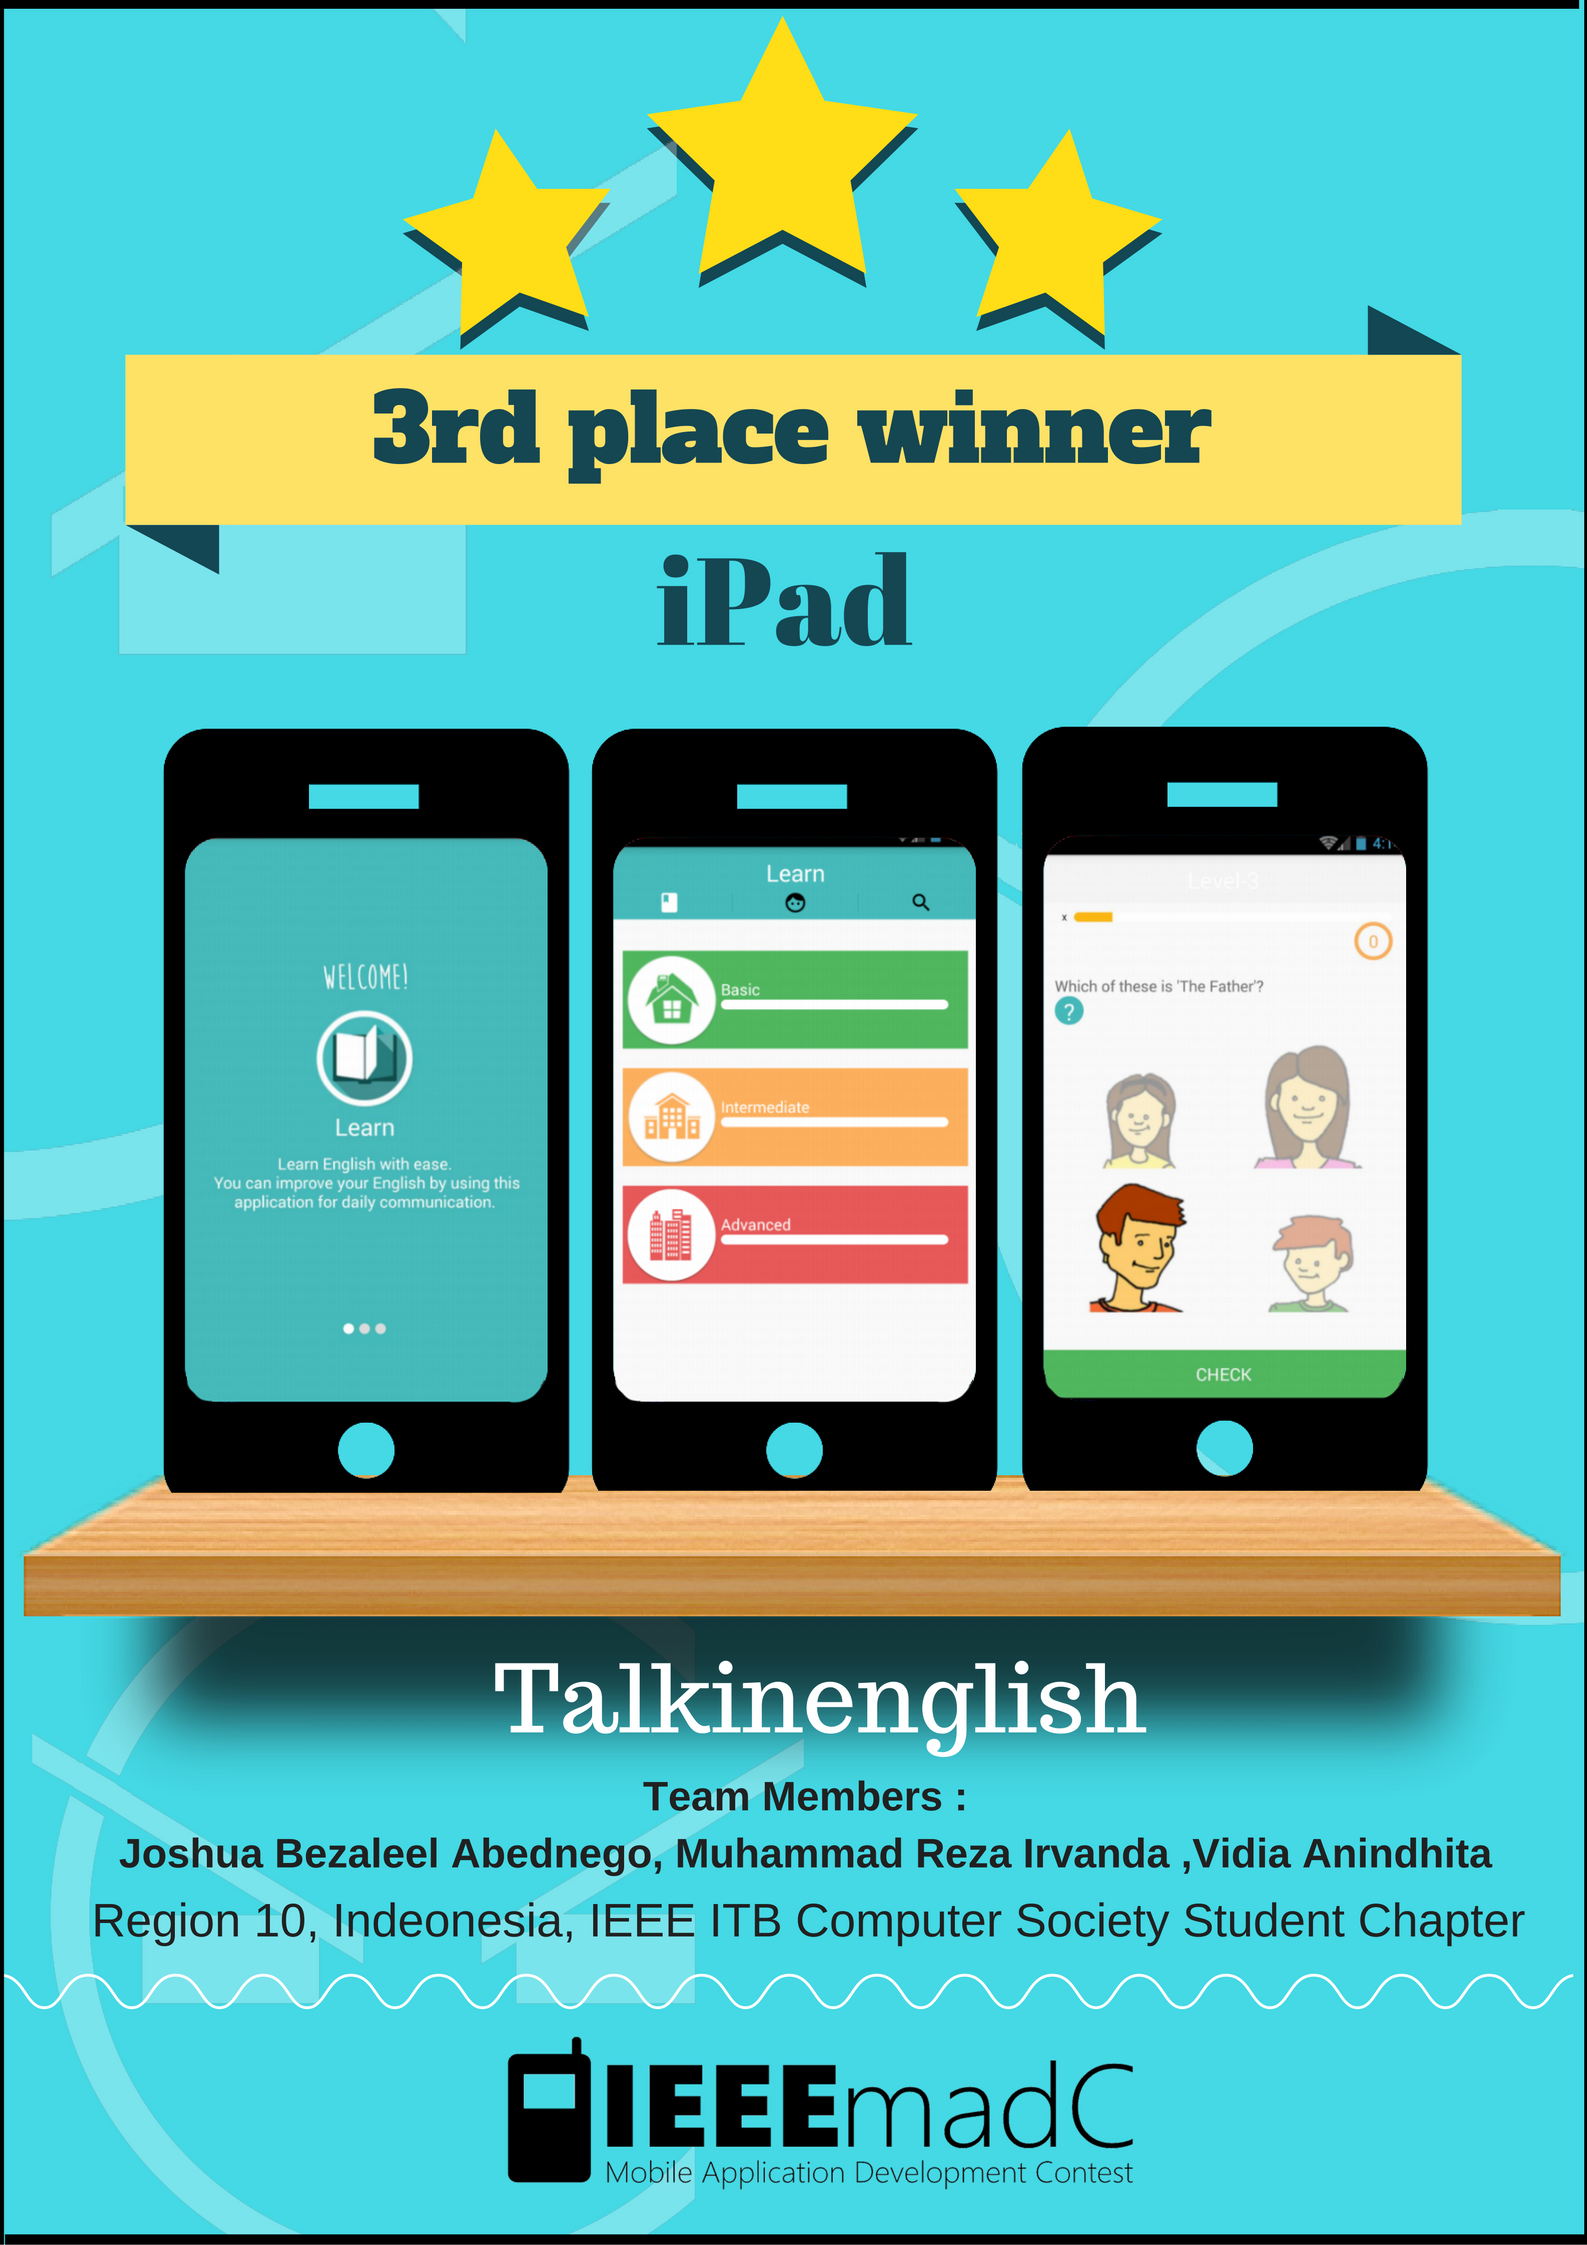 3rd place winner
iPad
WELCOME!
Learn
Learn English with ease.
You can improve your English by using this
application for daily communication.
Learn
Basic
Intermediate
Advanced
Level-3
x
0
Which of these is 'The Father'?
?
CHECK
Talkinenglish
Team Members :
Joshua Bezaleel Abednego, Muhammad Reza Irvanda ,Vidia Anindhita
Region 10, Indeonesia, IEEE ITB Computer Society Student Chapter
IEEEmadC
Mobile Application Development Contest